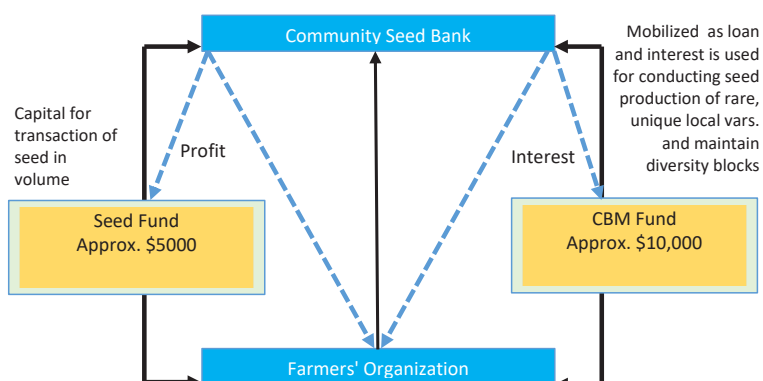 Community Seed Bank
Mobilized as loan
and interest is used
for conducting seed
production of rare,
unique local vars.
and maintain
diversity blocks
Capital for
transaction of
seed in
volume
Profit
Interest
Seed Fund
Approx. $5000
CBM Fund
Approx. $10,000
Farmers' Organization